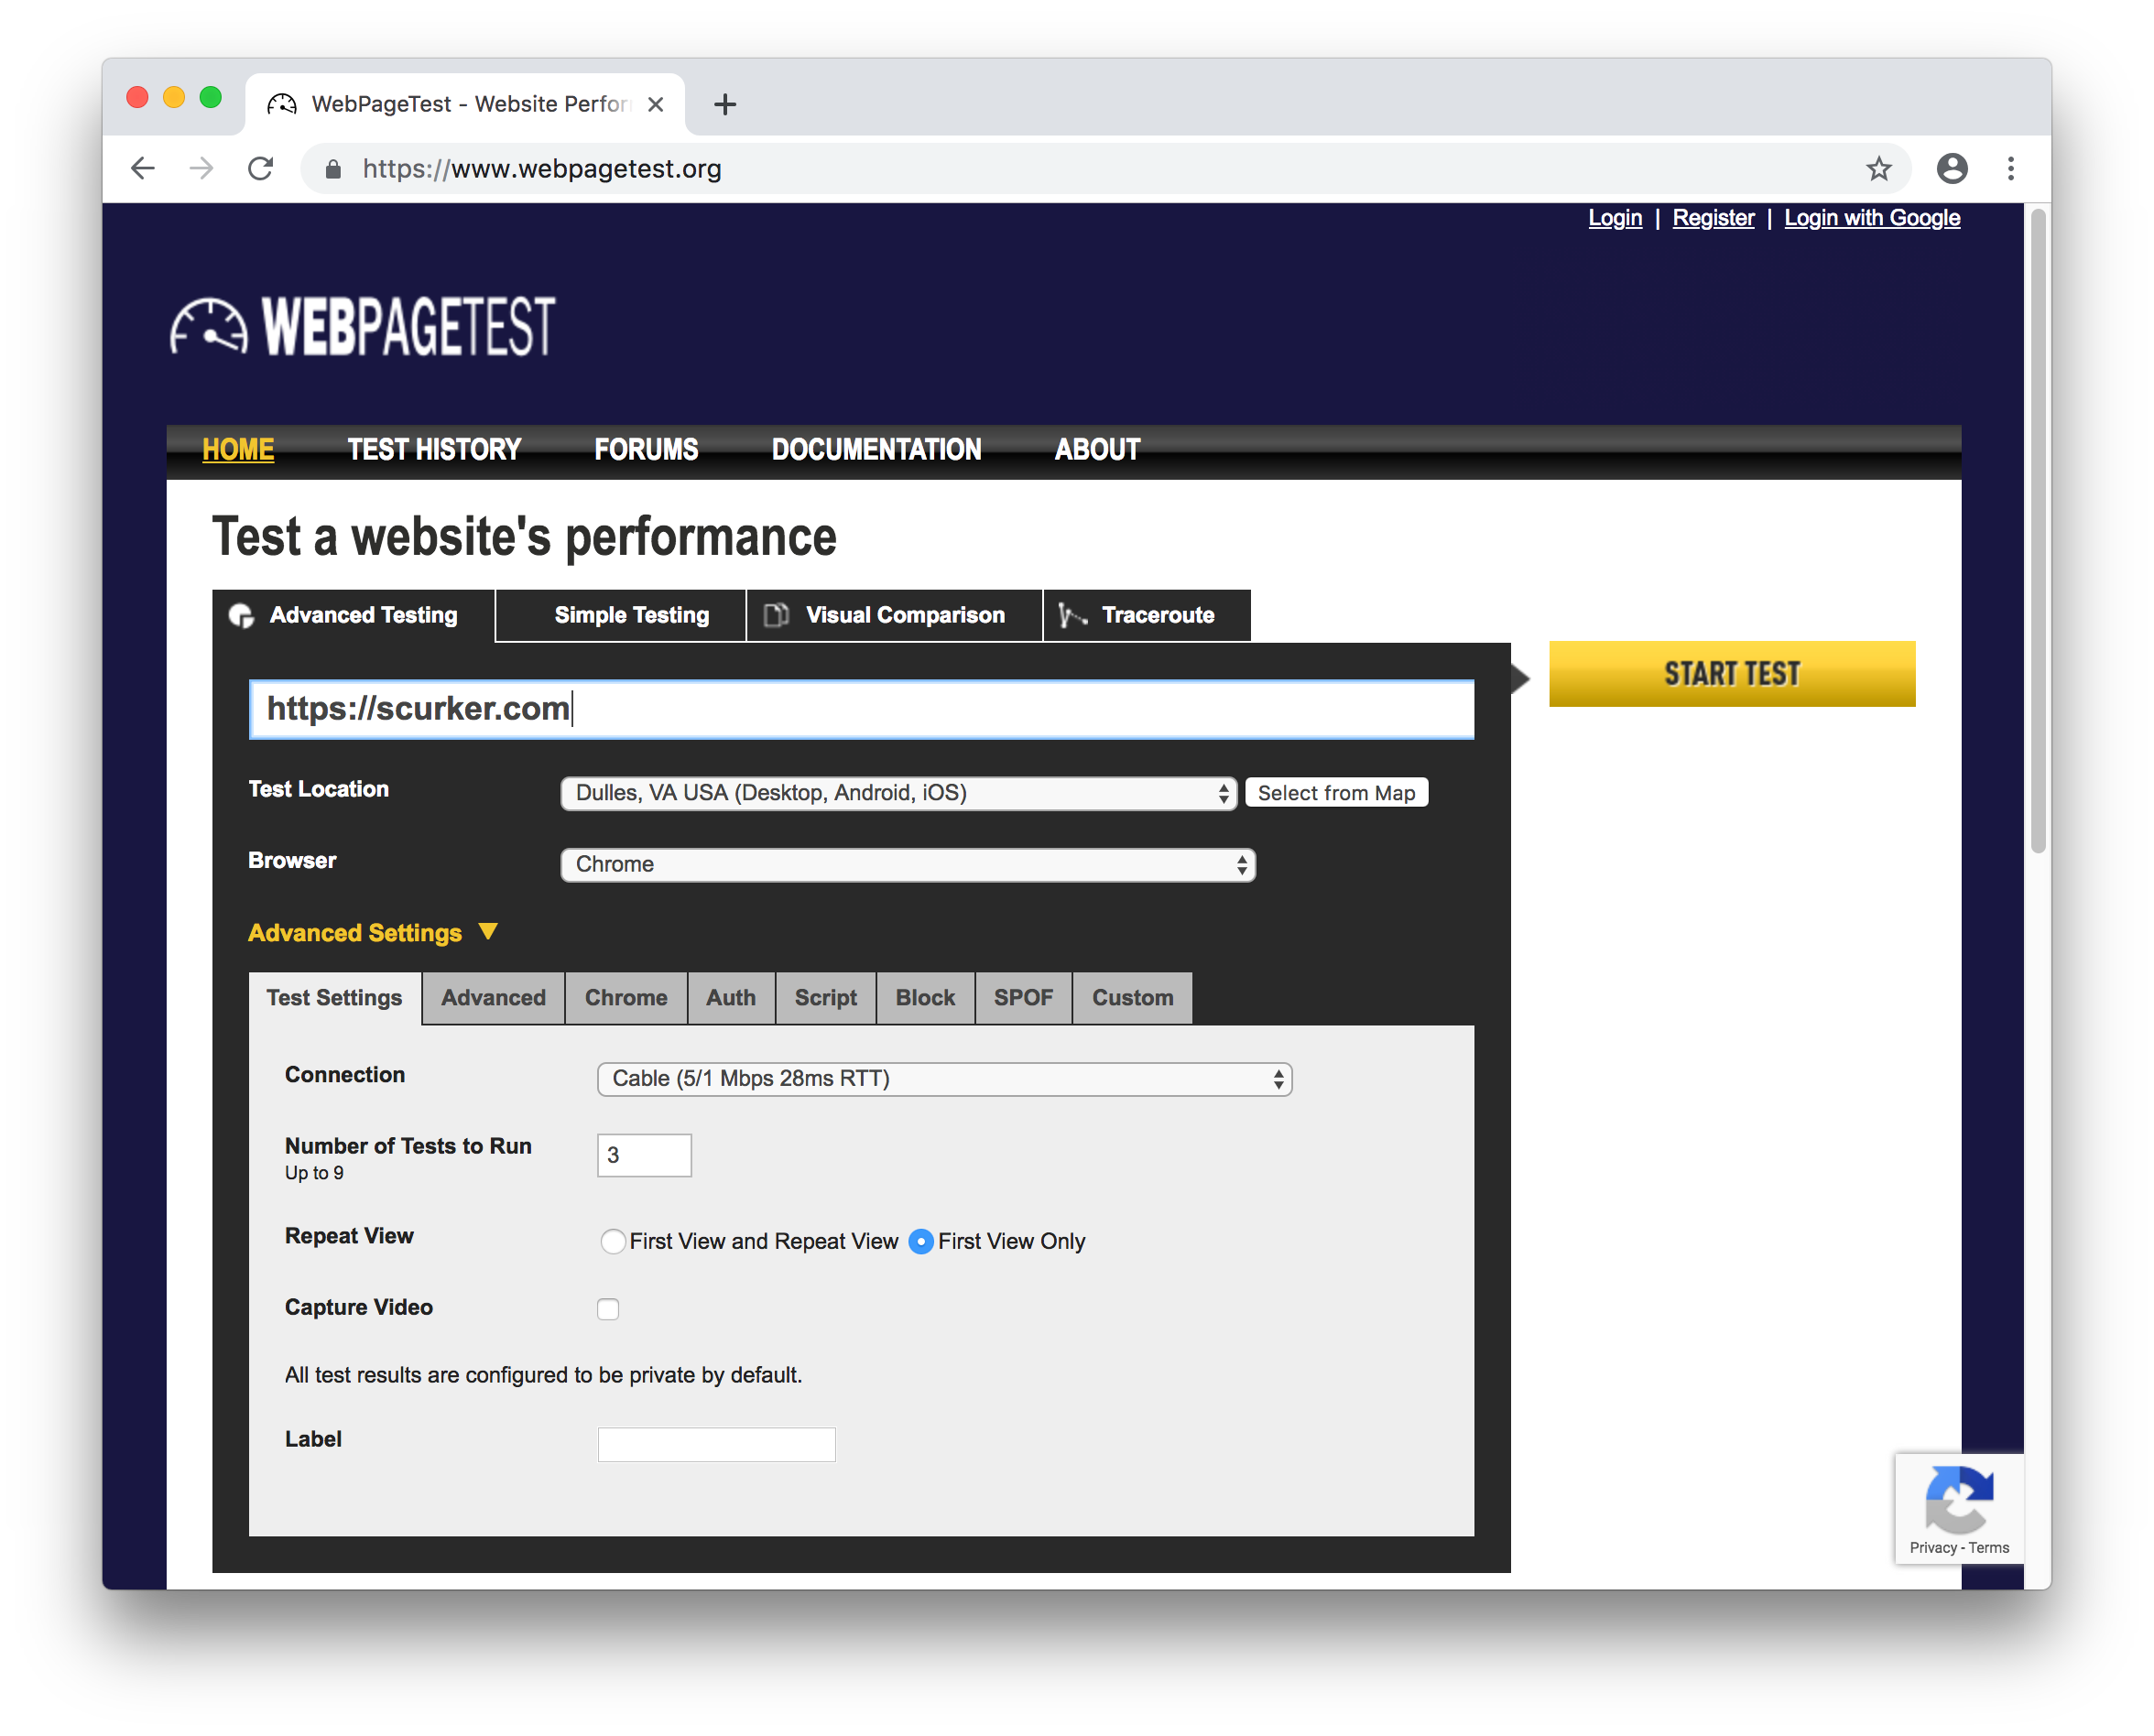 WebPageTest - Website Perfor
https://www.webpagetest.org
Login | Register | Login with Google
WEBPAGETEST
HOME TEST HISTORY FORUMS DOCUMENTATION ABOUT
Test a website's performance
Advanced Testing Simple Testing Visual Comparison Traceroute
START TEST
https://scurker.com
Test Location Dulles, VA USA (Desktop, Android, iOS) Select from Map
Browser Chrome
Advanced Settings
Test Settings Advanced Chrome Auth Script Block SPOF Custom
Connection Cable (5/1 Mbps 28ms RTT)
Number of Tests to Run 3
Up to 9
Repeat View First View and Repeat View First View Only
Capture Video
All test results are configured to be private by default.
Label
Privacy - Terms